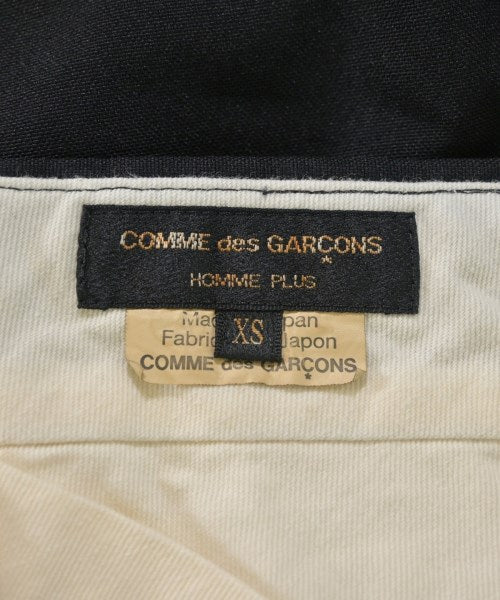 COMME des GARÇONS
*
HOMME PLUS
XS
COMME des GARÇONS
*